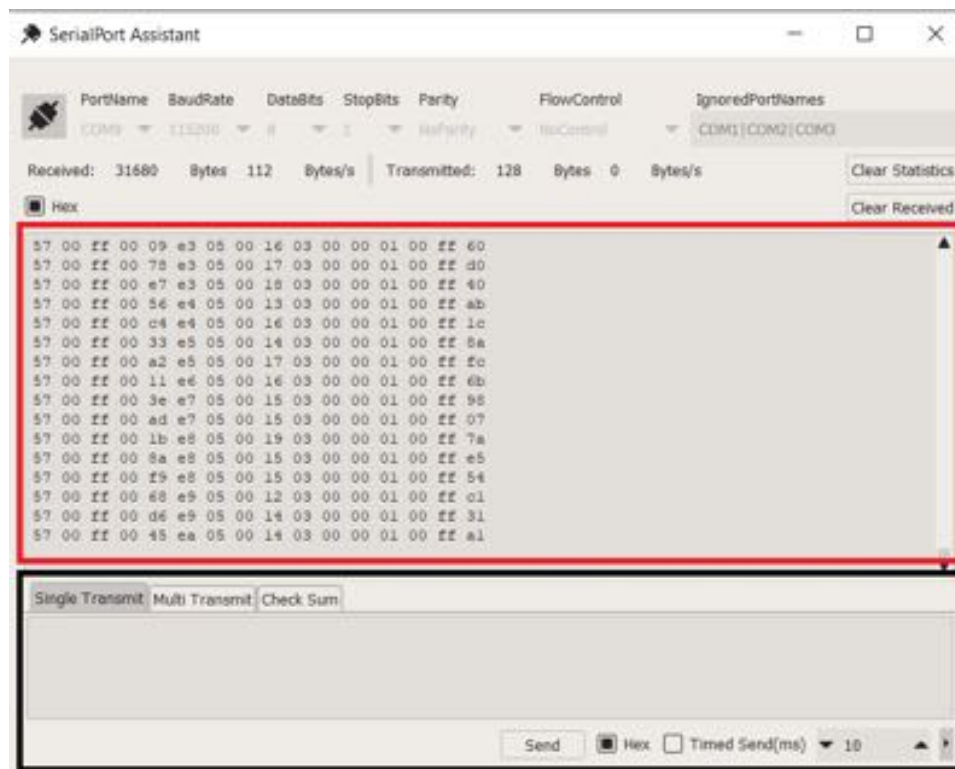 SerialPort Assistant
PortName BaudRate DataBits StopBits Parity FlowControl IgnoredPortNames
COM9 115200 8 1 NoParity NoControl COM1|COM2|COM3
Received: 31680 Bytes 112 Bytes/s Transmitted: 128 Bytes 0 Bytes/s Clear Statistics
Hex Clear Received
57 00 ff 00 09 e3 05 00 16 03 00 00 01 00 ff 60
57 00 ff 00 78 e3 05 00 17 03 00 00 01 00 ff d0
57 00 ff 00 e7 e3 05 00 18 03 00 00 01 00 ff 40
57 00 ff 00 56 e4 05 00 13 03 00 00 01 00 ff ab
57 00 ff 00 c4 e4 05 00 16 03 00 00 01 00 ff 1c
57 00 ff 00 33 e5 05 00 14 03 00 00 01 00 ff 8a
57 00 ff 00 a2 e5 05 00 17 03 00 00 01 00 ff fc
57 00 ff 00 11 e6 05 00 16 03 00 00 01 00 ff 6b
57 00 ff 00 3e e7 05 00 15 03 00 00 01 00 ff 98
57 00 ff 00 ad e7 05 00 15 03 00 00 01 00 ff 07
57 00 ff 00 1b e8 05 00 19 03 00 00 01 00 ff 7a
57 00 ff 00 8a e8 05 00 15 03 00 00 01 00 ff e5
57 00 ff 00 f9 e8 05 00 15 03 00 00 01 00 ff 54
57 00 ff 00 68 e9 05 00 12 03 00 00 01 00 ff c1
57 00 ff 00 d6 e9 05 00 14 03 00 00 01 00 ff 31
57 00 ff 00 45 ea 05 00 14 03 00 00 01 00 ff a1
Single Transmit Multi Transmit Check Sum
Send Hex Timed Send(ms) 10